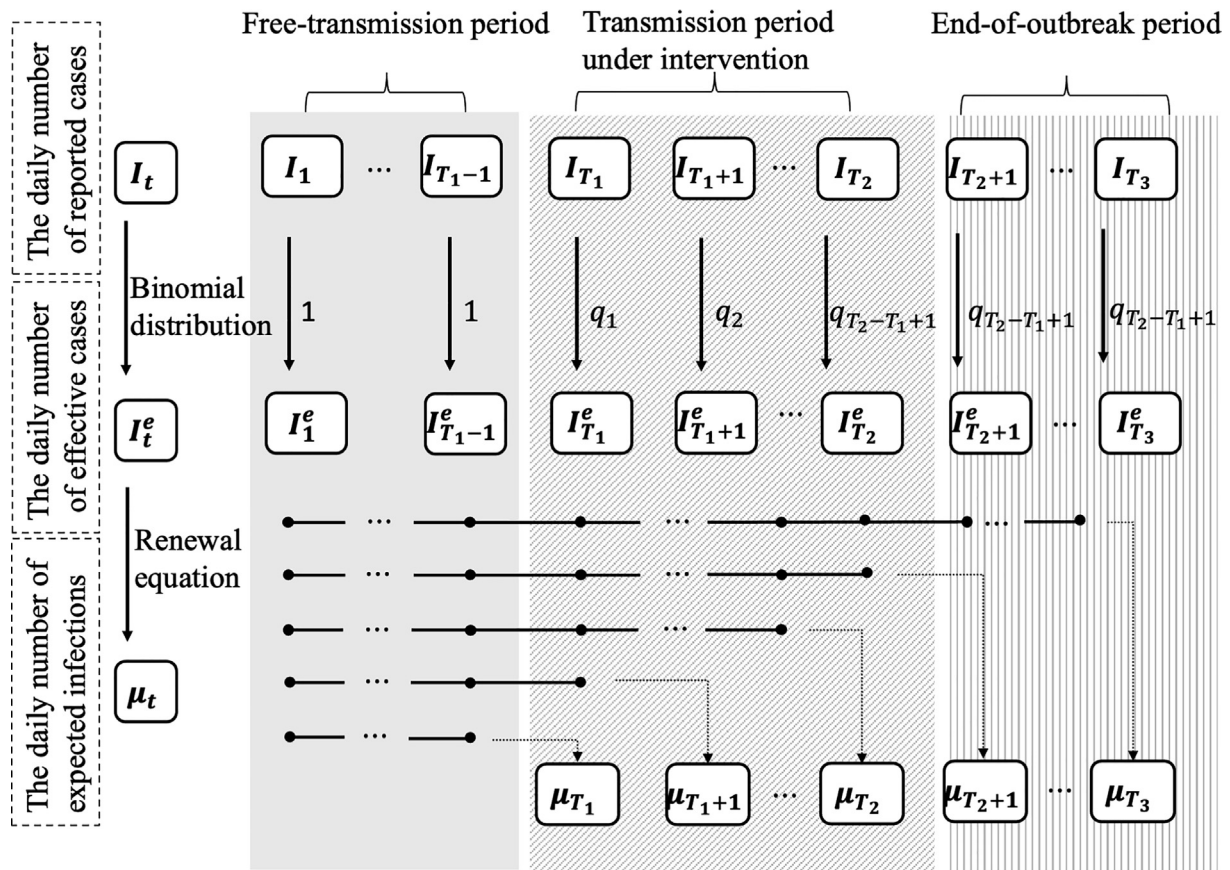 Free-transmission period
Transmission period
under intervention
End-of-outbreak period
The daily number
of reported cases
I_t
I_1
...
I_{T_1−1}
I_{T_1}
I_{T_1+1}
...
I_{T_2}
I_{T_2+1}
...
I_{T_3}
Binomial
distribution
1
1
q_1
q_2
q_{T_2−T_1+1}
q_{T_2−T_1+1}
q_{T_2−T_1+1}
The daily number
of effective cases
I_t^e
I_1^e
I_{T_1−1}^e
I_{T_1}^e
I_{T_1+1}^e
...
I_{T_2}^e
I_{T_2+1}^e
...
I_{T_3}^e
Renewal
equation
... ... ...
... ...
... ...
...
...
The daily number of
expected infections
μ_t
μ_{T_1}
μ_{T_1+1}
...
μ_{T_2}
μ_{T_2+1}
...
μ_{T_3}